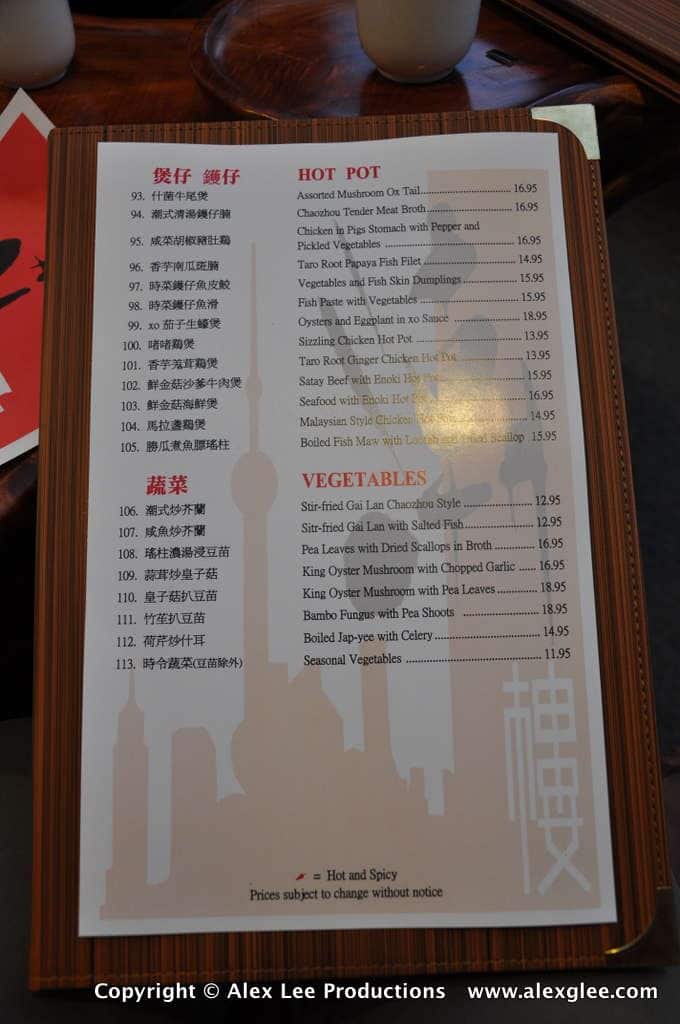 煲仔 鑊仔 HOT POT
93. 什菌牛尾煲 Assorted Mushroom Ox Tail 16.95
94. 潮式清湯鑊仔腩 Chaozhou Tender Meat Broth 16.95
95. 咸菜胡椒豬肚鷄 Chicken in Pigs Stomach with Pepper and
Pickled Vegetables 16.95
96. 香芋南瓜斑腩 Taro Root Papaya Fish Filet 14.95
97. 時菜鑊仔魚皮餃 Vegetables and Fish Skin Dumplings 15.95
98. 時菜鑊仔魚滑 Fish Paste with Vegetables 15.95
99. xo 茄子生蠔煲 Oysters and Eggplant in xo Sauce 18.95
100. 啫啫鷄煲 Sizzling Chicken Hot Pot 13.95
101. 香芋羗茸鷄煲 Taro Root Ginger Chicken Hot Pot 13.95
102. 鮮金菇沙爹牛肉煲 Satay Beef with Enoki Hot Pot 15.95
103. 鮮金菇海鮮煲 Seafood with Enoki Hot Pot 16.95
104. 馬拉盞鷄煲 Malaysian Style Chicken Hot Pot 14.95
105. 勝瓜煮魚膘瑤柱 Boiled Fish Maw with and Dried Scallop 15.95
蔬菜 VEGETABLES
106. 潮式炒芥蘭 Stir-fried Gai Lan Chaozhou Style 12.95
107. 咸魚炒芥蘭 Sitr-fried Gai Lan with Salted Fish 12.95
108. 瑤柱濃湯浸豆苗 Pea Leaves with Dried Scallops in Broth 16.95
109. 蒜茸炒皇子菇 King Oyster Mushroom with Chopped Garlic 16.95
110. 皇子菇扒豆苗 King Oyster Mushroom with Pea Leaves 18.95
111. 竹笙扒豆苗 Bambo Fungus with Pea Shoots 18.95
112. 荷芹炒什耳 Boiled Jap-yee with Celery 14.95
113. 時令蔬菜(豆苗除外) Seasonal Vegetables 11.95
樓
= Hot and Spicy
Prices subject to change without notice
Copyright © Alex Lee Productions www.alexglee.com